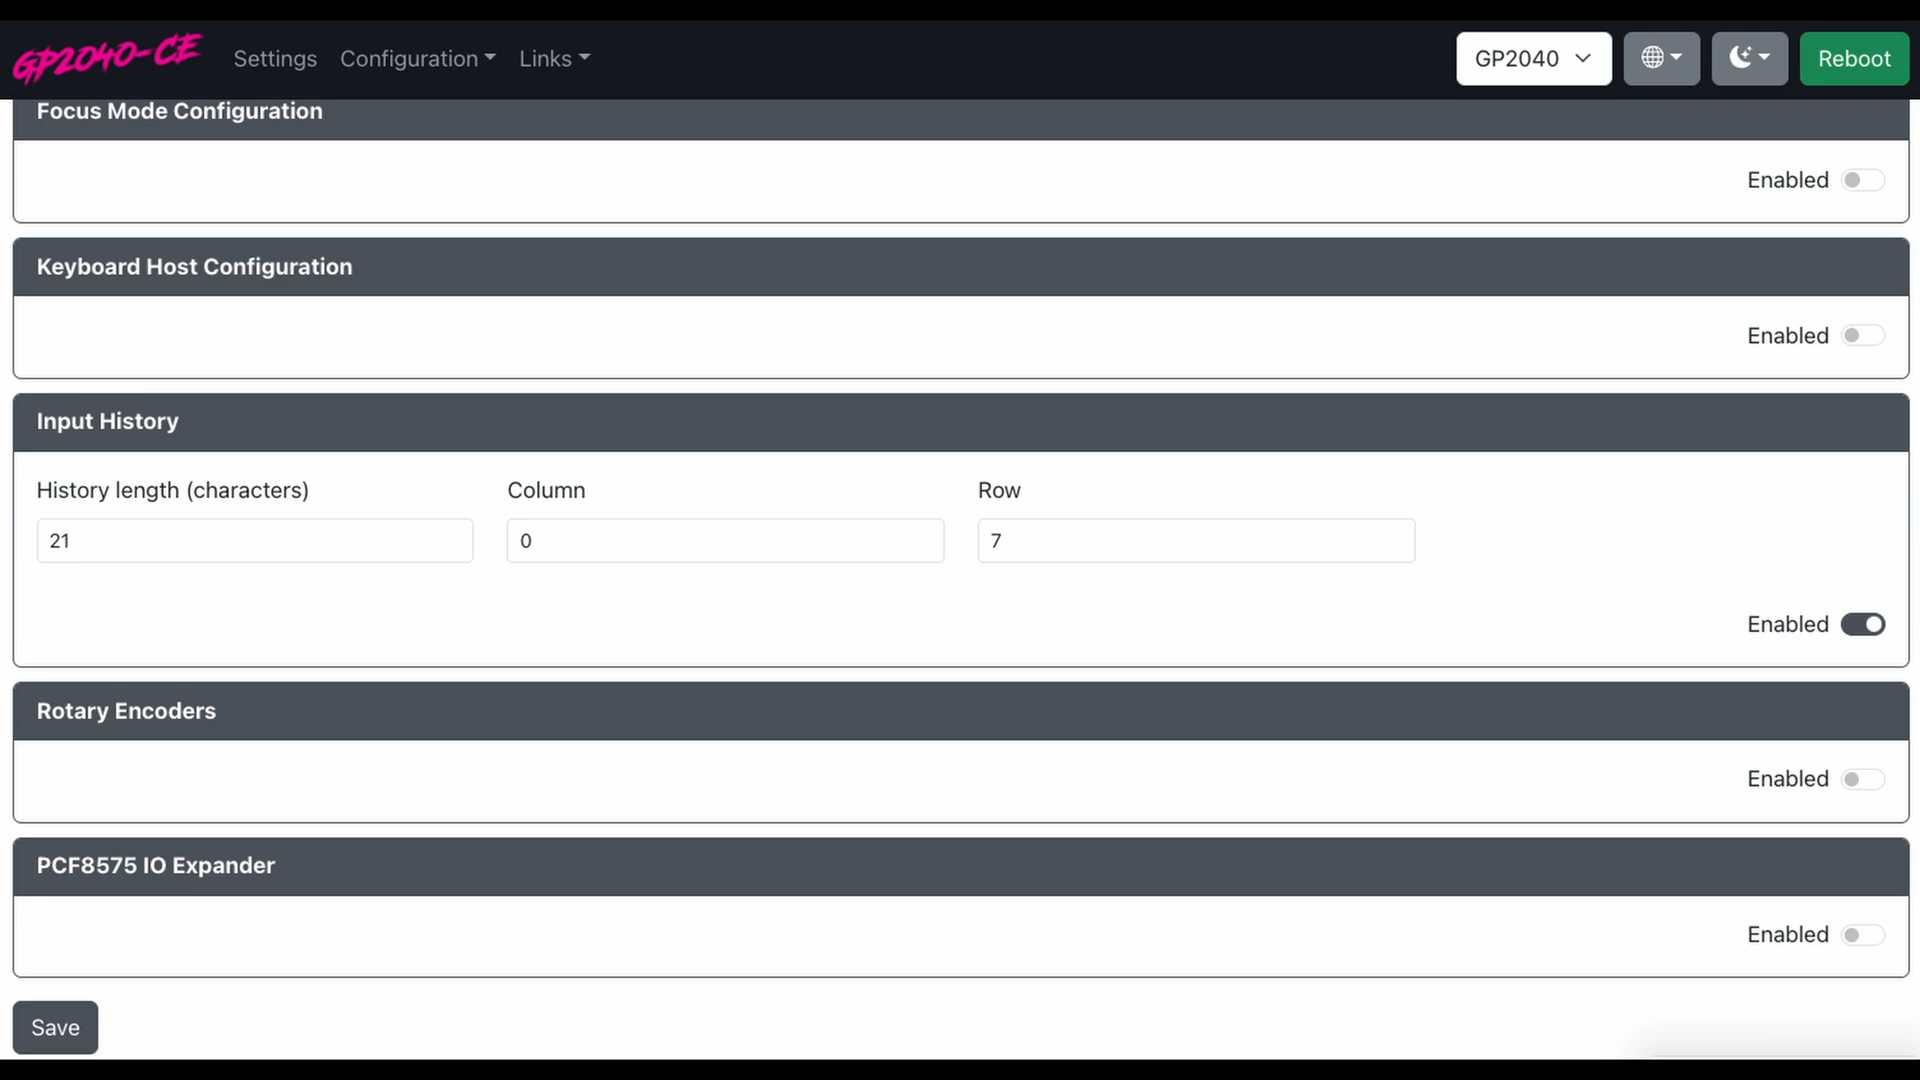 GP2040-CE Settings Configuration Links GP2040 Reboot
Focus Mode Configuration
Enabled
Keyboard Host Configuration
Enabled
Input History
History length (characters) Column Row
21 0 7
Enabled
Rotary Encoders
Enabled
PCF8575 IO Expander
Enabled
Save